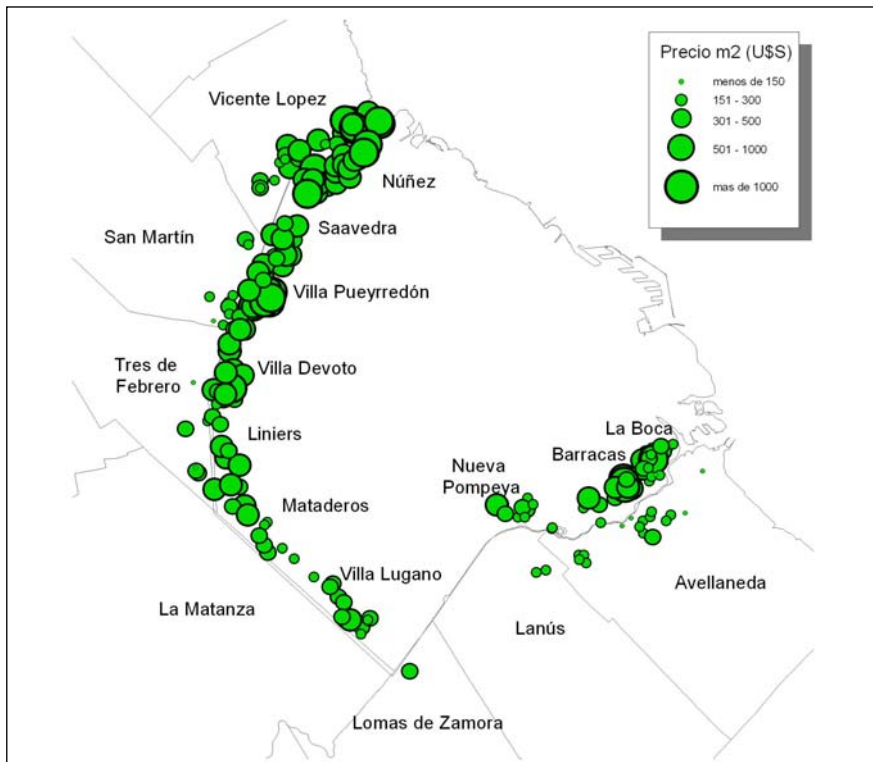 Precio m2 (U$S)
menos de 150
151 - 300
301 - 500
501 - 1000
mas de 1000
Vicente Lopez
Núñez
Saavedra
San Martín
Villa Pueyrredón
Tres de
Febrero
Villa Devoto
Liniers
La Boca
Barracas
Nueva
Pompeya
Mataderos
Villa Lugano
La Matanza
Avellaneda
Lanús
Lomas de Zamora